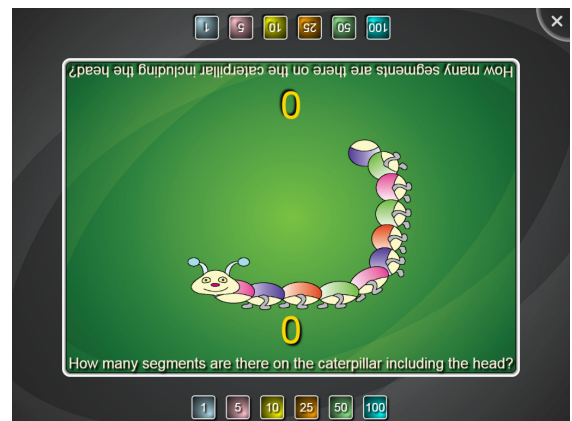 1 5 10 25 50 100
How many segments are there on the caterpillar including the head?
0
0
How many segments are there on the caterpillar including the head?
1 5 10 25 50 100